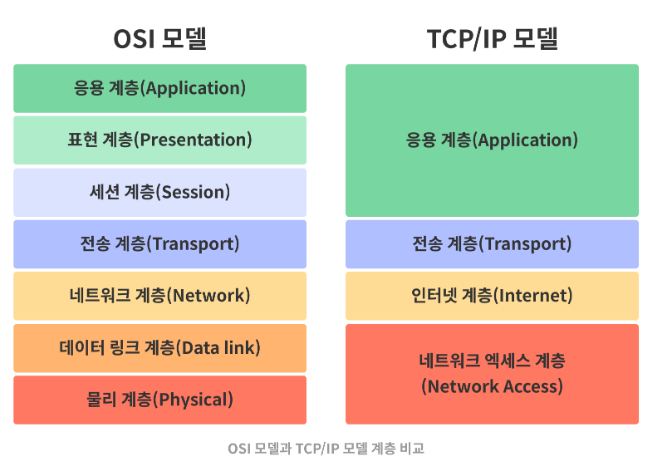 OSI 모델
TCP/IP 모델
응용 계층(Application)
표현 계층(Presentation)
세션 계층(Session)
전송 계층(Transport)
네트워크 계층(Network)
데이터 링크 계층(Data link)
물리 계층(Physical)
응용 계층(Application)
전송 계층(Transport)
인터넷 계층(Internet)
네트워크 엑세스 계층
(Network Access)
OSI 모델과 TCP/IP 모델 계층 비교